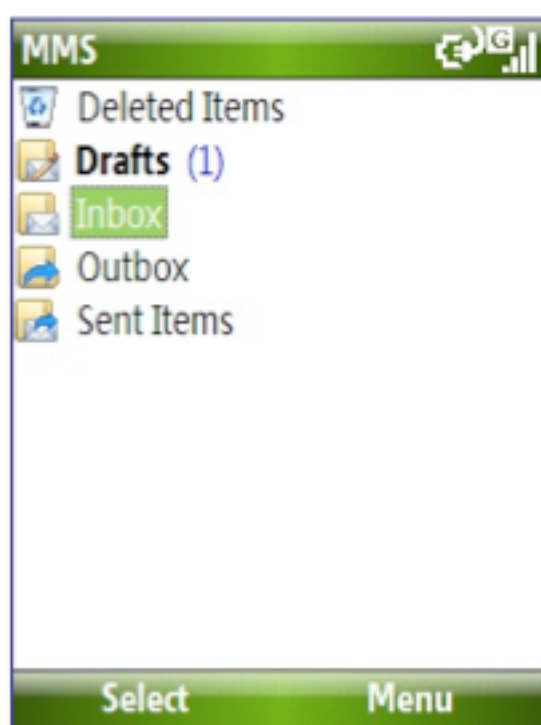 MMS G
Deleted Items
Drafts (1)
Inbox
Outbox
Sent Items
Select Menu